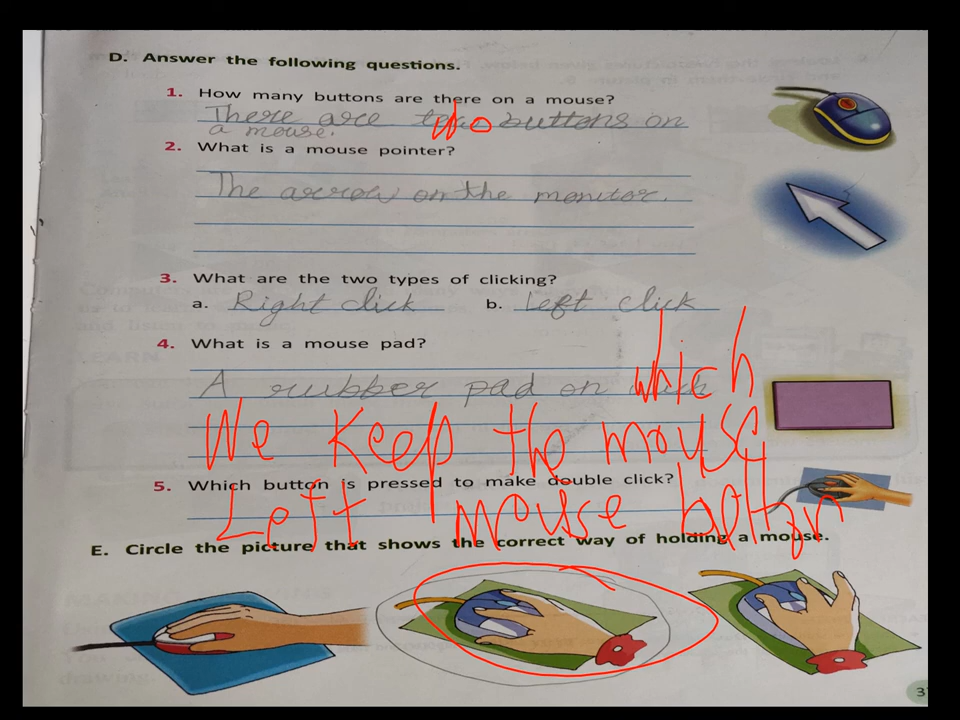 D. Answer the following questions.
1. How many buttons are there on a mouse?
There are two buttons on
a mouse.
2. What is a mouse pointer?
The arrow on the monitor.
3. What are the two types of clicking?
a. Right click b. Left click
4. What is a mouse pad?
A rubber pad on which
We keep the mouse
5. Which button is pressed to make double click?
Left mouse button
E. Circle the picture that shows the correct way of holding a mouse.